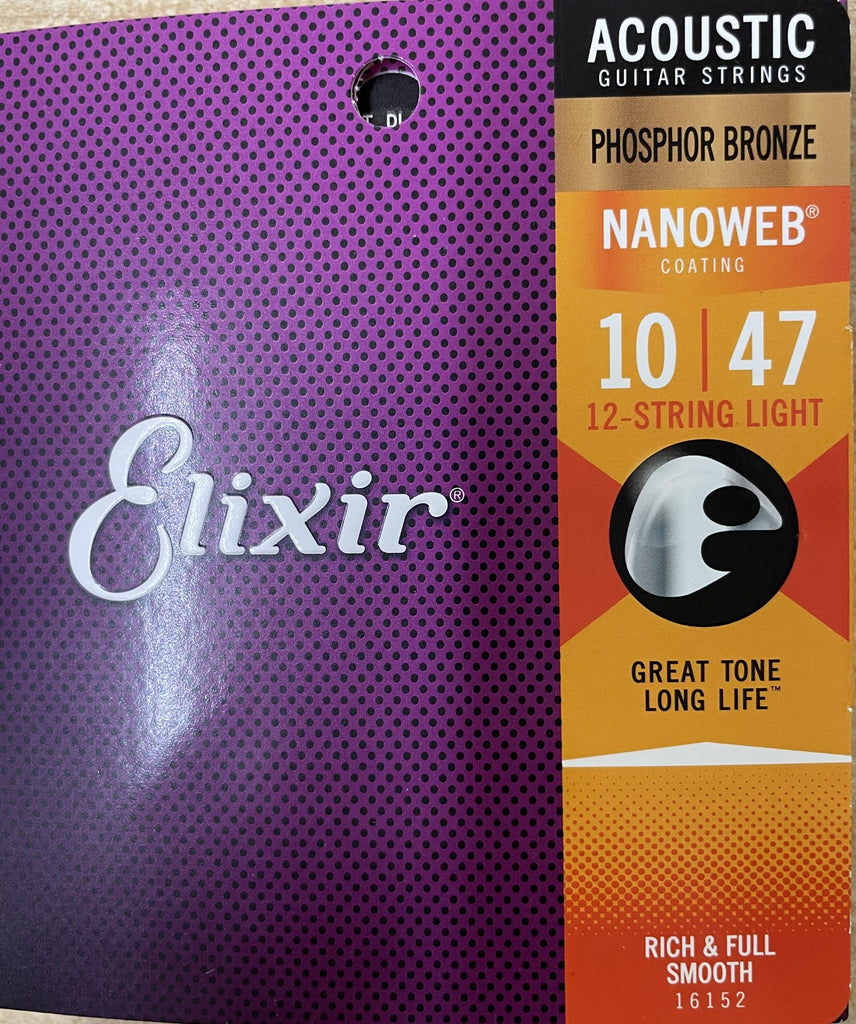 ACOUSTIC
GUITAR STRINGS
PHOSPHOR BRONZE
NANOWEB®
COATING
10 | 47
12-STRING LIGHT
Elixir®
GREAT TONE
LONG LIFE™
RICH & FULL
SMOOTH
16152